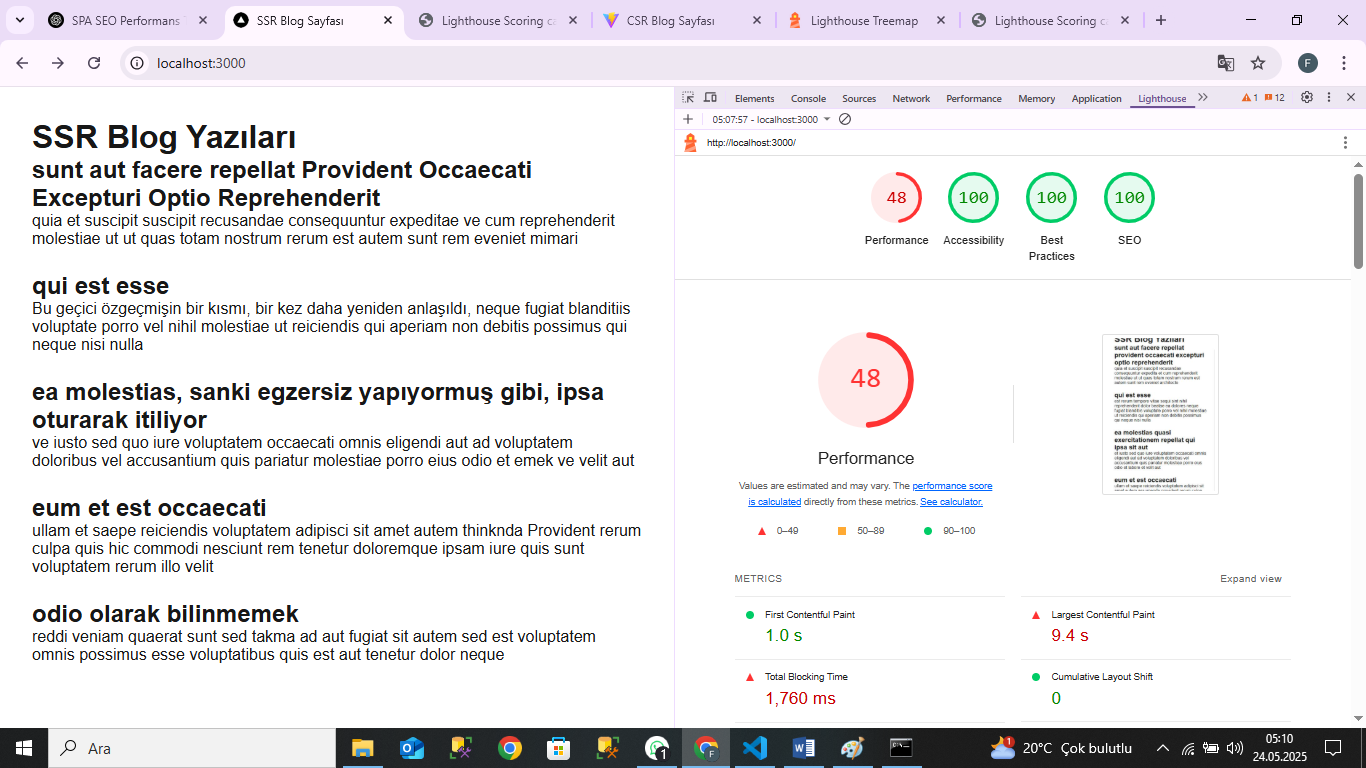 SPA SEO Performans
SSR Blog Sayfası
Lighthouse Scoring ca
CSR Blog Sayfası
Lighthouse Treemap
Lighthouse Scoring ca
localhost:3000
F
SSR Blog Yazıları
sunt aut facere repellat Provident Occaecati
Excepturi Optio Reprehenderit
quia et suscipit suscipit recusandae consequuntur expeditae ve cum reprehenderit
molestiae ut ut quas totam nostrum rerum est autem sunt rem eveniet mimari
qui est esse
Bu geçici özgeçmişin bir kısmı, bir kez daha yeniden anlaşıldı, neque fugiat blanditiis
voluptate porro vel nihil molestiae ut reiciendis qui aperiam non debitis possimus qui
neque nisi nulla
ea molestias, sanki egzersiz yapıyormuş gibi, ipsa
oturarak itiliyor
ve iusto sed quo iure voluptatem occaecati omnis eligendi aut ad voluptatem
doloribus vel accusantium quis pariatur molestiae porro eius odio et emek ve velit aut
eum et est occaecati
ullam et saepe reiciendis voluptatem adipisci sit amet autem thinknda Provident rerum
culpa quis hic commodi nesciunt rem tenetur doloremque ipsam iure quis sunt
voluptatem rerum illo velit
odio olarak bilinmemek
reddi veniam quaerat sunt sed takma ad aut fugiat sit autem sed est voluptatem
omnis possimus esse voluptatibus quis est aut tenetur dolor neque
Elements Console Sources Network Performance Memory Application Lighthouse 1 12
05:07:57 - localhost:3000
http://localhost:3000/
48 100 100 100
Performance Accessibility Best Practices SEO
48
Performance
Values are estimated and may vary. The performance score
is calculated directly from these metrics. See calculator.
0–49 50–89 90–100
SSR Blog Yazıları
sunt aut facere repellat
provident occaecati excepturi
optio reprehenderit
qui est esse
ea molestias quasi
exercitationem repellat qui
ipsa sit aut
eum et est occaecati
METRICS Expand view
First Contentful Paint
1.0 s
Largest Contentful Paint
9.4 s
Total Blocking Time
1,760 ms
Cumulative Layout Shift
0
Ara
1
F
1
20°C Çok bulutlu
05:10
24.05.2025